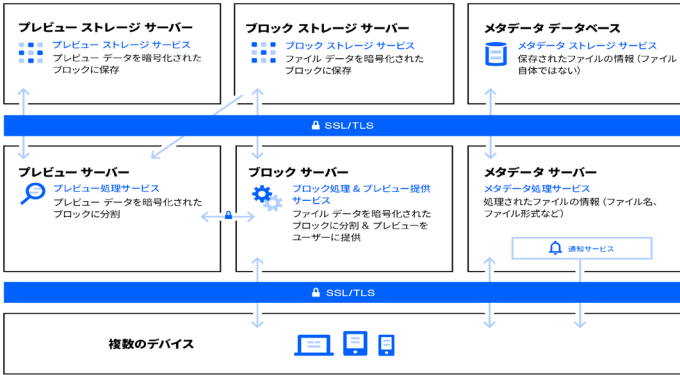 プレビュー ストレージ サーバー
プレビュー ストレージ サービス
プレビュー データを暗号化された
ブロックに保存
ブロック ストレージ サーバー
ブロック ストレージ サービス
ファイル データを暗号化された
ブロックに保存
メタデータ データベース
メタデータ ストレージ サービス
保存されたファイルの情報 (ファイル
自体ではない)
SSL/TLS
プレビュー サーバー
プレビュー処理サービス
プレビュー データを暗号化された
ブロックに分割
ブロック サーバー
ブロック処理 & プレビュー提供
サービス
ファイル データを暗号化された
ブロックに分割 & プレビューを
ユーザーに提供
メタデータ サーバー
メタデータ処理サービス
処理されたファイルの情報 (ファイル名、
ファイル形式など)
通知サービス
SSL/TLS
複数のデバイス